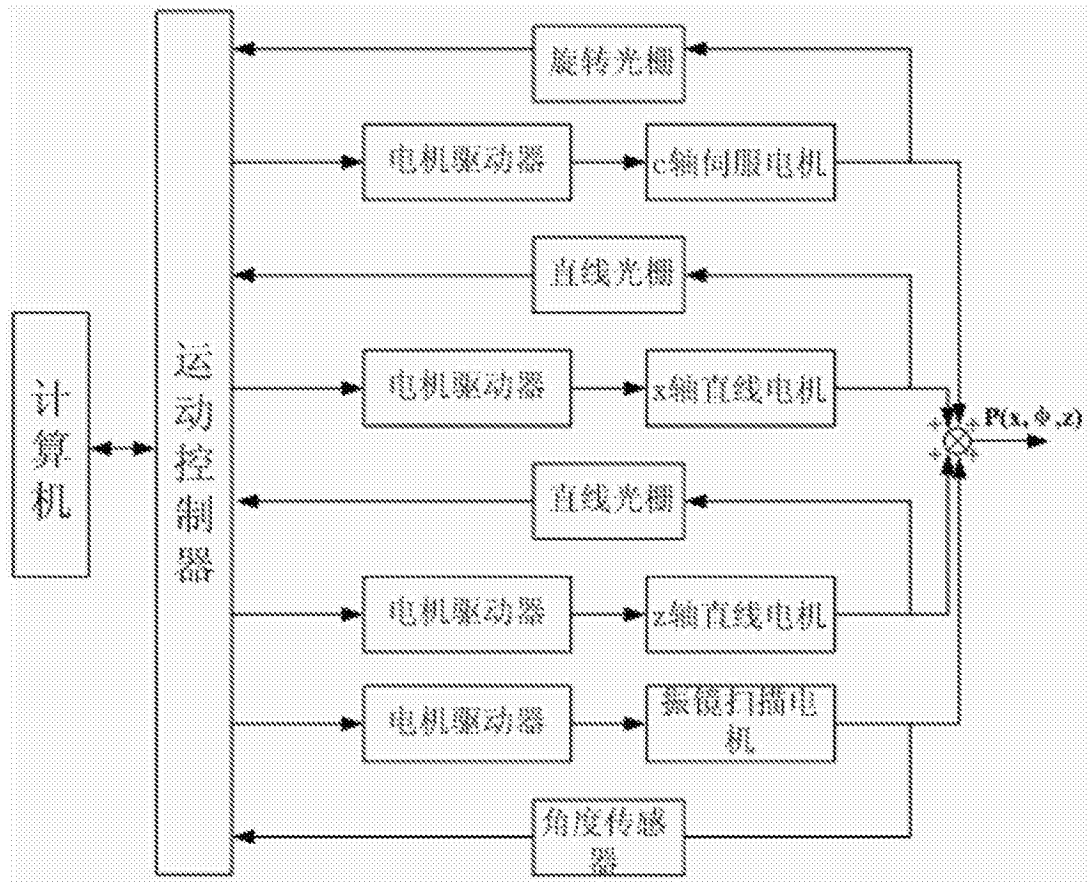 旋转光栅
电机驱动器
c轴伺服电机
直线光栅
计算机
运动控制器
电机驱动器
x轴直线电机
P(x,Φ,z)
直线光栅
电机驱动器
z轴直线电机
电机驱动器
振镜扫描电
机
角度传感
器